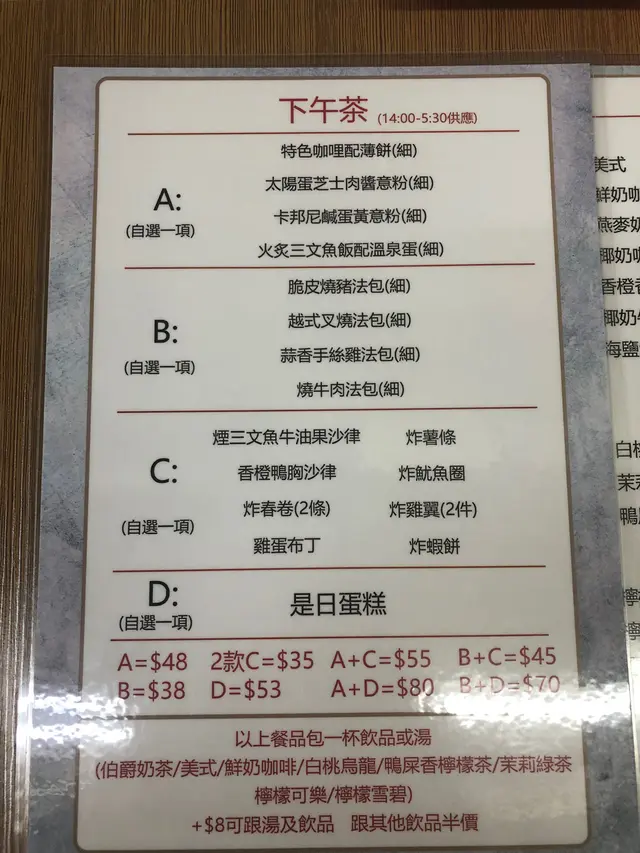 下午茶 (14:00-5:30供應)
A:
(自選一項)
特色咖哩配薄餅(細)
太陽蛋芝士肉醬意粉(細)
卡邦尼鹹蛋黃意粉(細)
火炙三文魚飯配溫泉蛋(細)
B:
(自選一項)
脆皮燒豬法包(細)
越式叉燒法包(細)
蒜香手絲雞法包(細)
燒牛肉法包(細)
C:
(自選一項)
煙三文魚牛油果沙律 炸薯條
香橙鴨胸沙律 炸魷魚圈
炸春卷(2條) 炸雞翼(2件)
雞蛋布丁 炸蝦餅
D:
(自選一項)
是日蛋糕
A=$48 2款C=$35 A+C=$55 B+C=$45
B=$38 D=$53 A+D=$80 B+D=$70
以上餐品包一杯飲品或湯
(伯爵奶茶/美式/鮮奶咖啡/白桃烏龍/鴨屎香檸檬茶/茉莉綠茶
檸檬可樂/檸檬雪碧)
+$8可跟湯及飲品 跟其他飲品半價
美式
鮮奶咖
燕麥奶
椰奶咖
香橙
椰奶
海鹽
白桃
茉
鴨
檸
檸